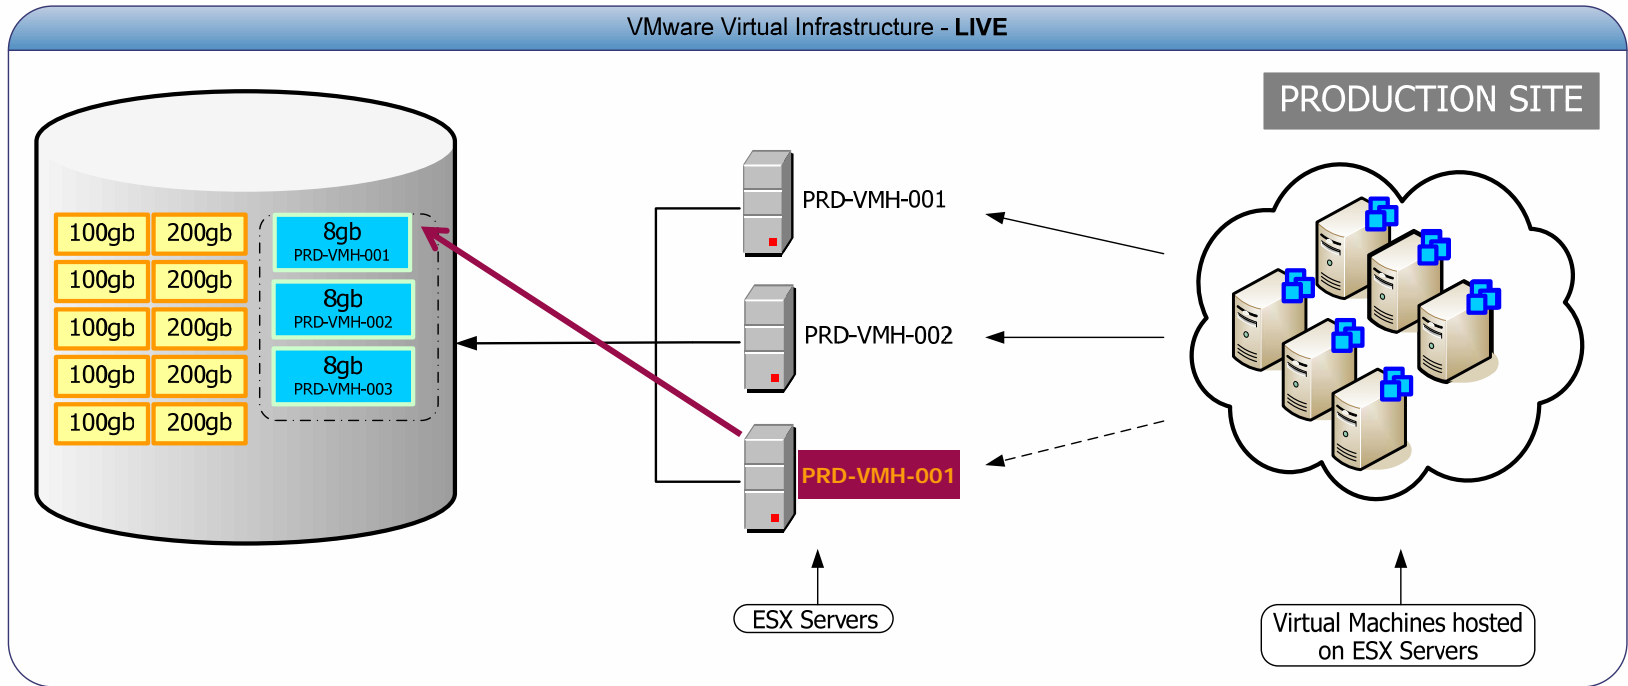 VMware Virtual Infrastructure - LIVE
PRODUCTION SITE
100gb 200gb
100gb 200gb
100gb 200gb
100gb 200gb
100gb 200gb
8gb
PRD-VMH-001
8gb
PRD-VMH-002
8gb
PRD-VMH-003
PRD-VMH-001
PRD-VMH-002
PRD-VMH-001
ESX Servers
Virtual Machines hosted
on ESX Servers